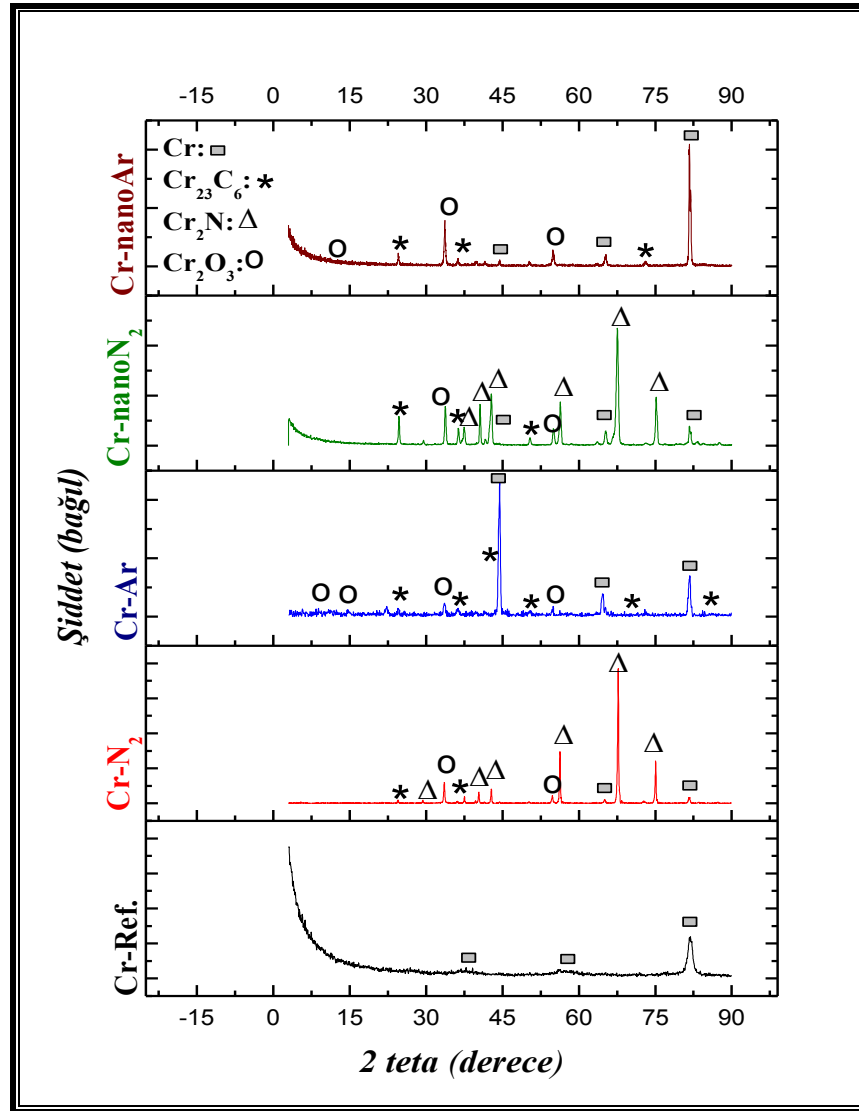 -15 0 15 30 45 60 75 90
Cr-nanoAr
Cr:
Cr₂₃C₆: *
Cr₂N: Δ
Cr₂O₃:O
O * O * O *
Cr-nanoN₂
* O * Δ Δ Δ * O Δ Δ Δ
Cr-Ar
O O * O * * * O * *
Cr-N₂
* Δ O * Δ Δ O Δ Δ Δ
Cr-Ref.
Şiddet (bağıl)
-15 0 15 30 45 60 75 90
2 teta (derece)